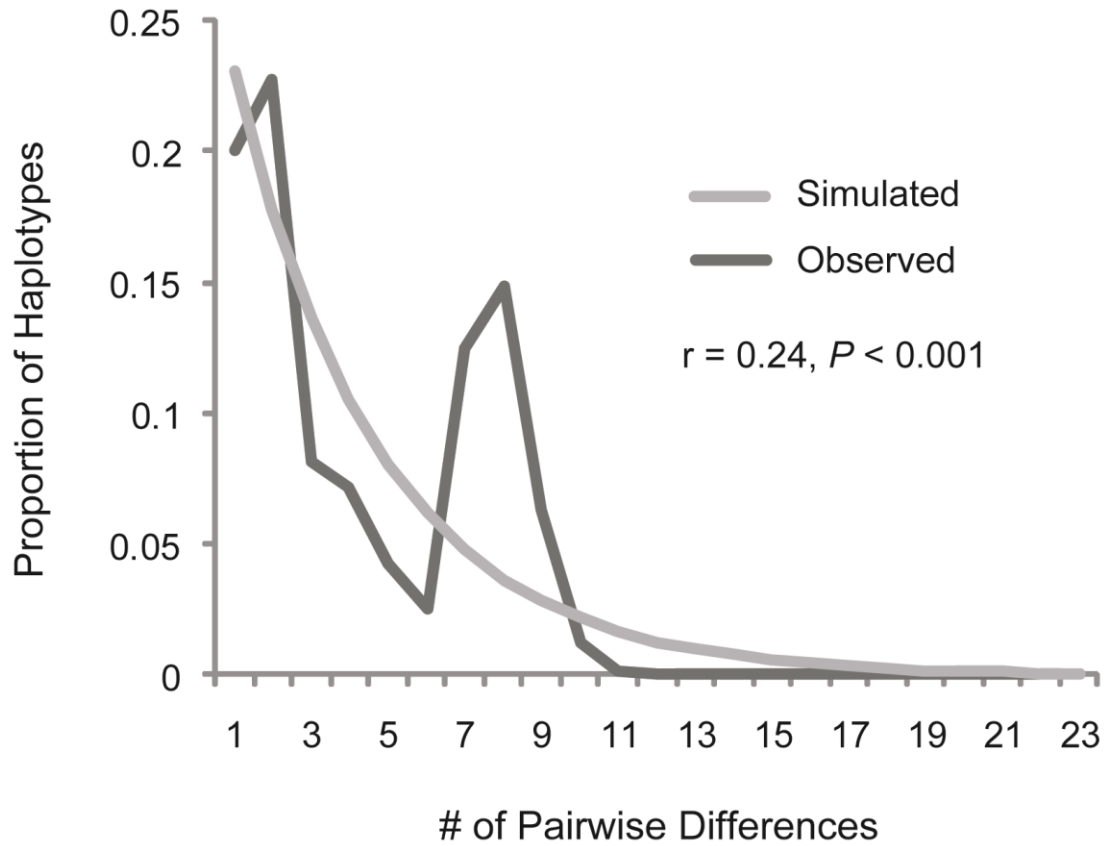 0.25
0.2
0.15
0.1
0.05
0
Proportion of Haplotypes
Simulated
Observed
r = 0.24, P < 0.001
1 3 5 7 9 11 13 15 17 19 21 23
# of Pairwise Differences